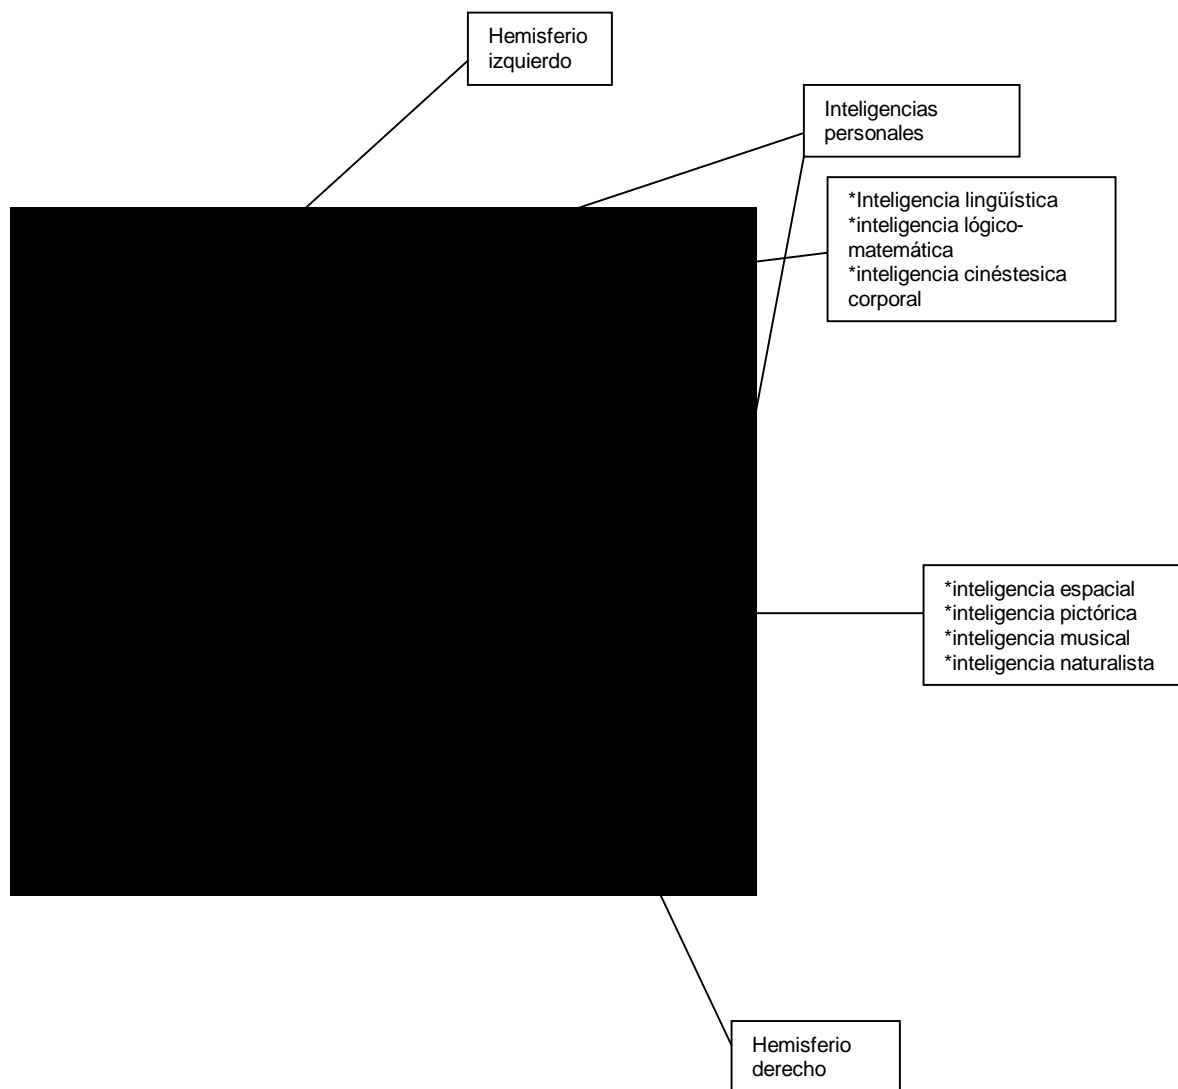 Hemisferio
izquierdo
Inteligencias
personales
*Inteligencia lingüística
*inteligencia lógico-
matemática
*inteligencia cinéstesica
corporal
*inteligencia espacial
*inteligencia pictórica
*inteligencia musical
*inteligencia naturalista
Hemisferio
derecho